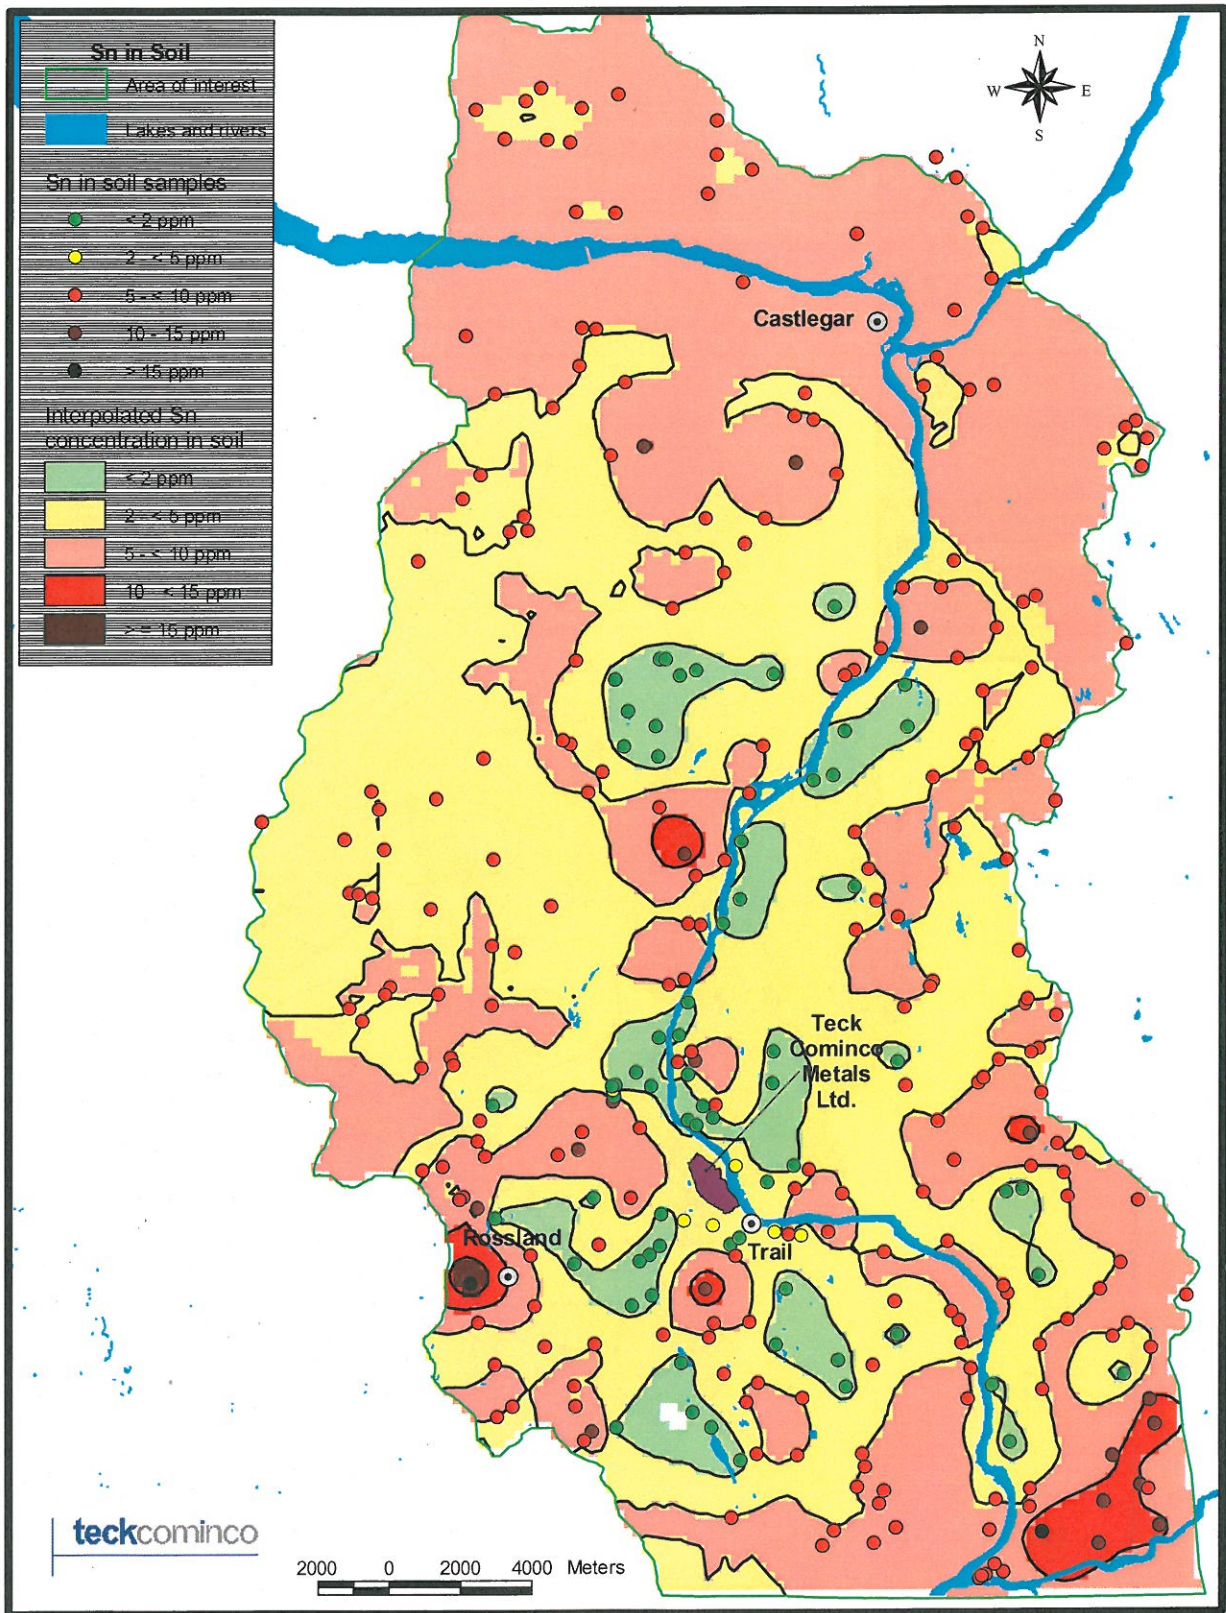 Sn in Soil
Area of interest
Lakes and rivers
Sn in soil samples
< 2 ppm
2 - < 5 ppm
5 - < 10 ppm
10 - 15 ppm
> 15 ppm
Interpolated Sn
concentration in soil
< 2 ppm
2 - < 5 ppm
5 - < 10 ppm
10 - < 15 ppm
> = 15 ppm
N
W
E
S
Castlegar
Teck
Cominco
Metals
Ltd.
Rossland
Trail
teckcominco
2000 0 2000 4000 Meters